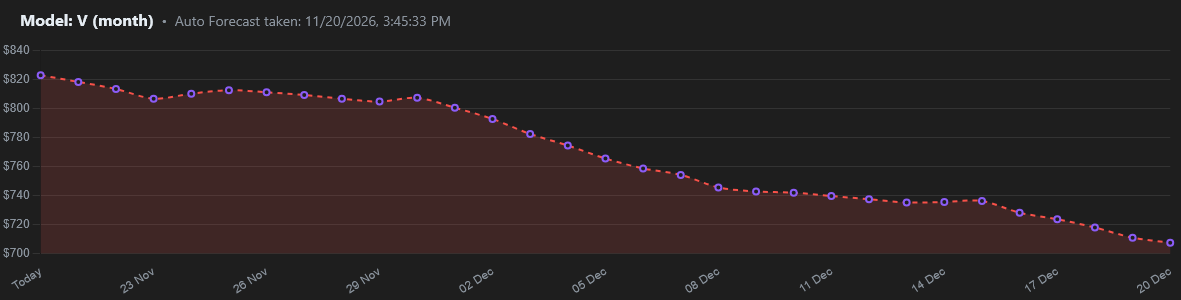 Model: V (month) • Auto Forecast taken: 11/20/2026, 3:45:33 PM
$840
$820
$800
$780
$760
$740
$720
$700
Today
23 Nov
26 Nov
29 Nov
02 Dec
05 Dec
08 Dec
11 Dec
14 Dec
17 Dec
20 Dec